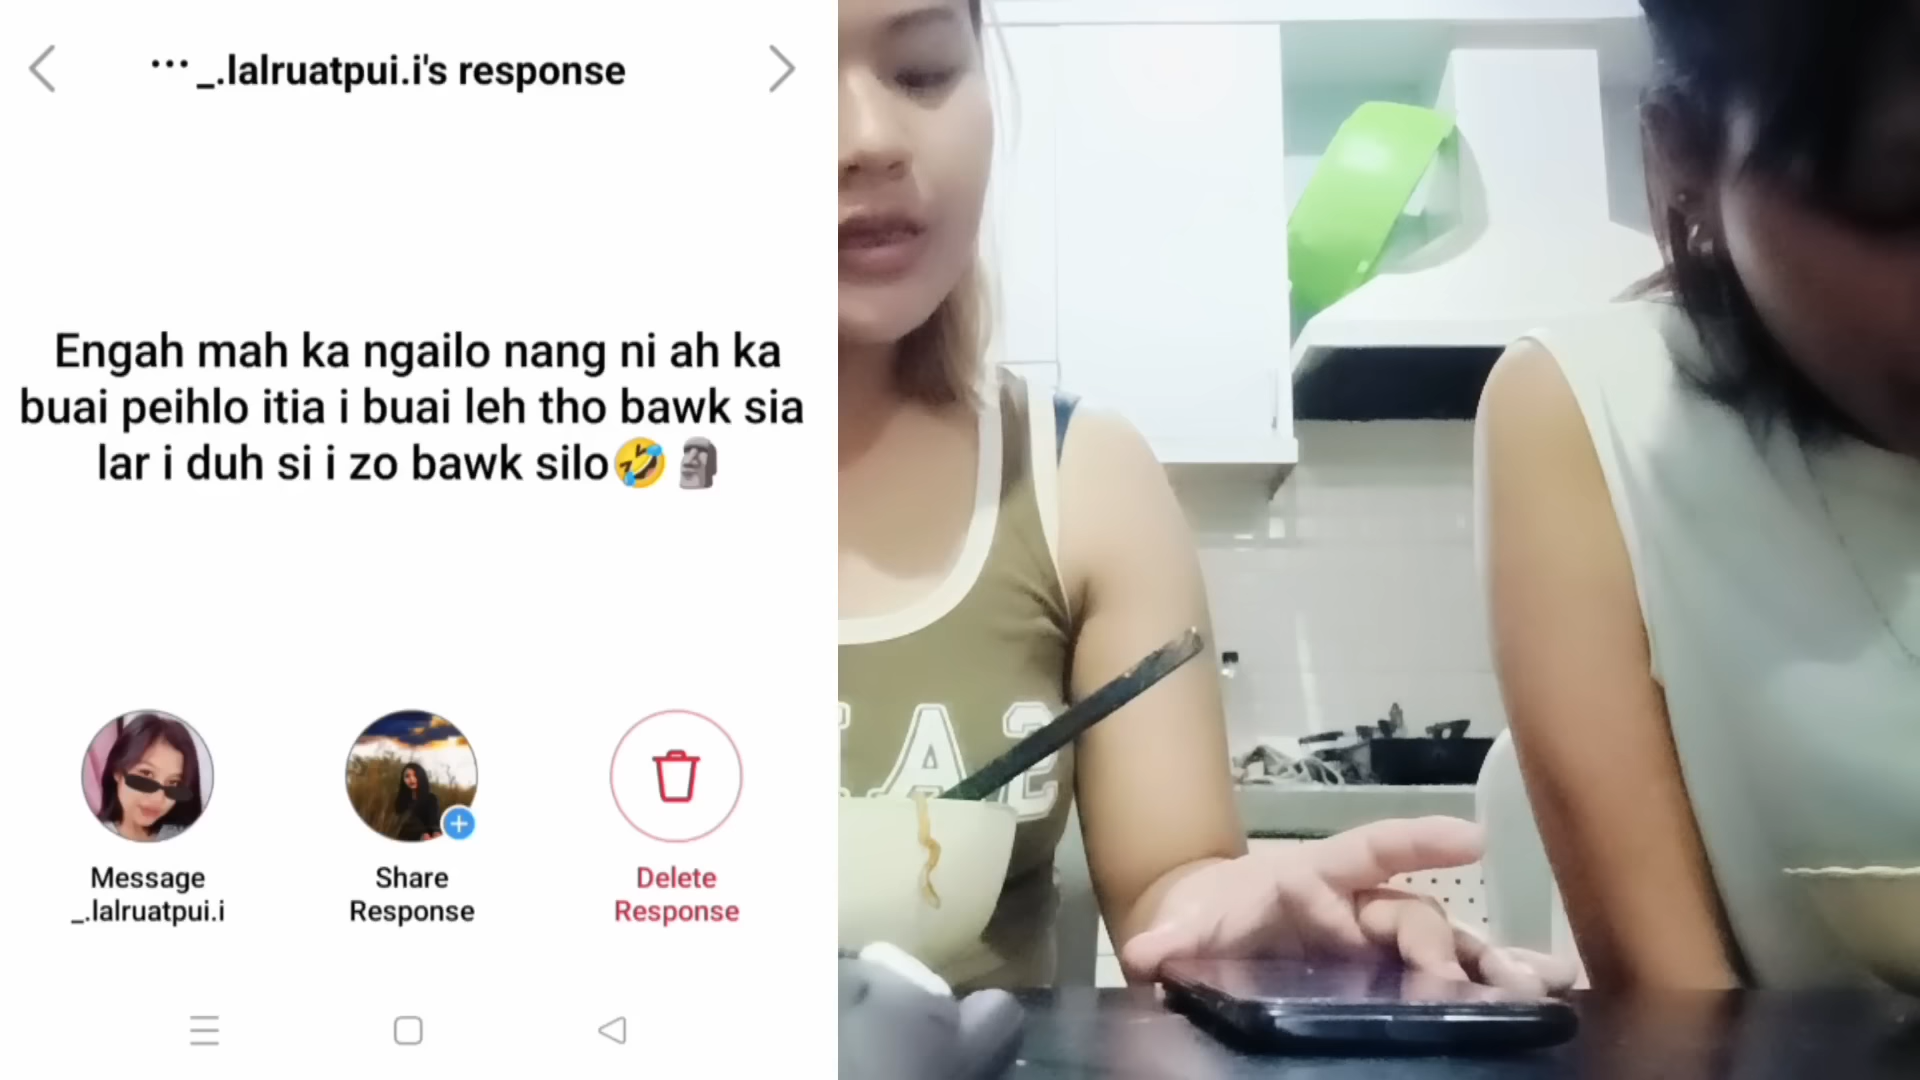 ... _.lalruatpui.i's response
Engah mah ka ngailo nang ni ah ka
buai peihlo itia i buai leh tho bawk sia
lar i duh si i zo bawk silo🤣🗿
Message
_.lalruatpui.i
Share
Response
Delete
Response